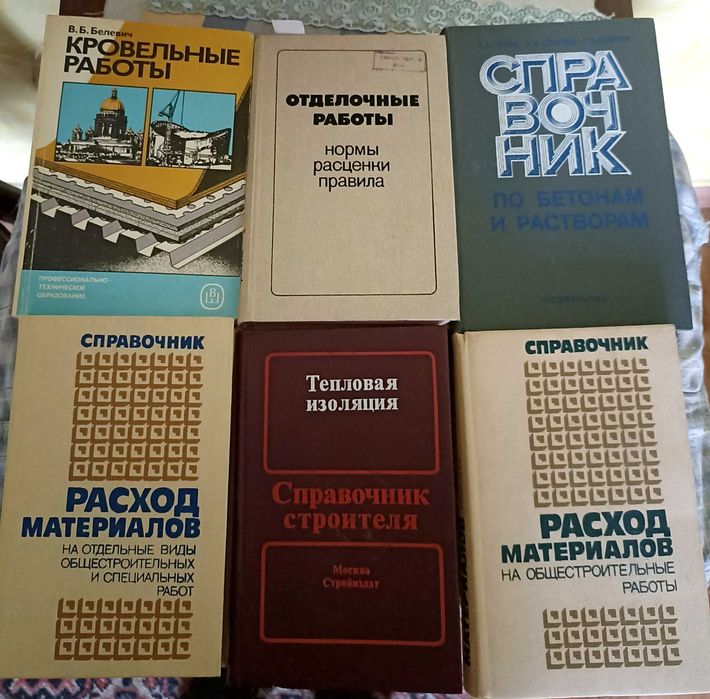 В. Б. Белевич
КРОВЕЛЬНЫЕ
РАБОТЫ
ПРОФЕССИОНАЛЬНО-
ТЕХНИЧЕСКОЕ
ОБРАЗОВАНИЕ
ВШ
ОТДЕЛОЧНЫЕ
РАБОТЫ
нормы
расценки
правила
СПРА
ВОЧ
НИК
ПО БЕТОНАМ
И РАСТВОРАМ
БУДІВЕЛЬНИК
СПРАВОЧНИК
РАСХОД
МАТЕРИАЛОВ
НА ОТДЕЛЬНЫЕ ВИДЫ
ОБЩЕСТРОИТЕЛЬНЫХ
И СПЕЦИАЛЬНЫХ
РАБОТ
Тепловая
изоляция
Справочник
строителя
Москва
Стройиздат
СПРАВОЧНИК
РАСХОД
МАТЕРИАЛОВ
НА ОБЩЕСТРОИТЕЛЬНЫЕ
РАБОТЫ